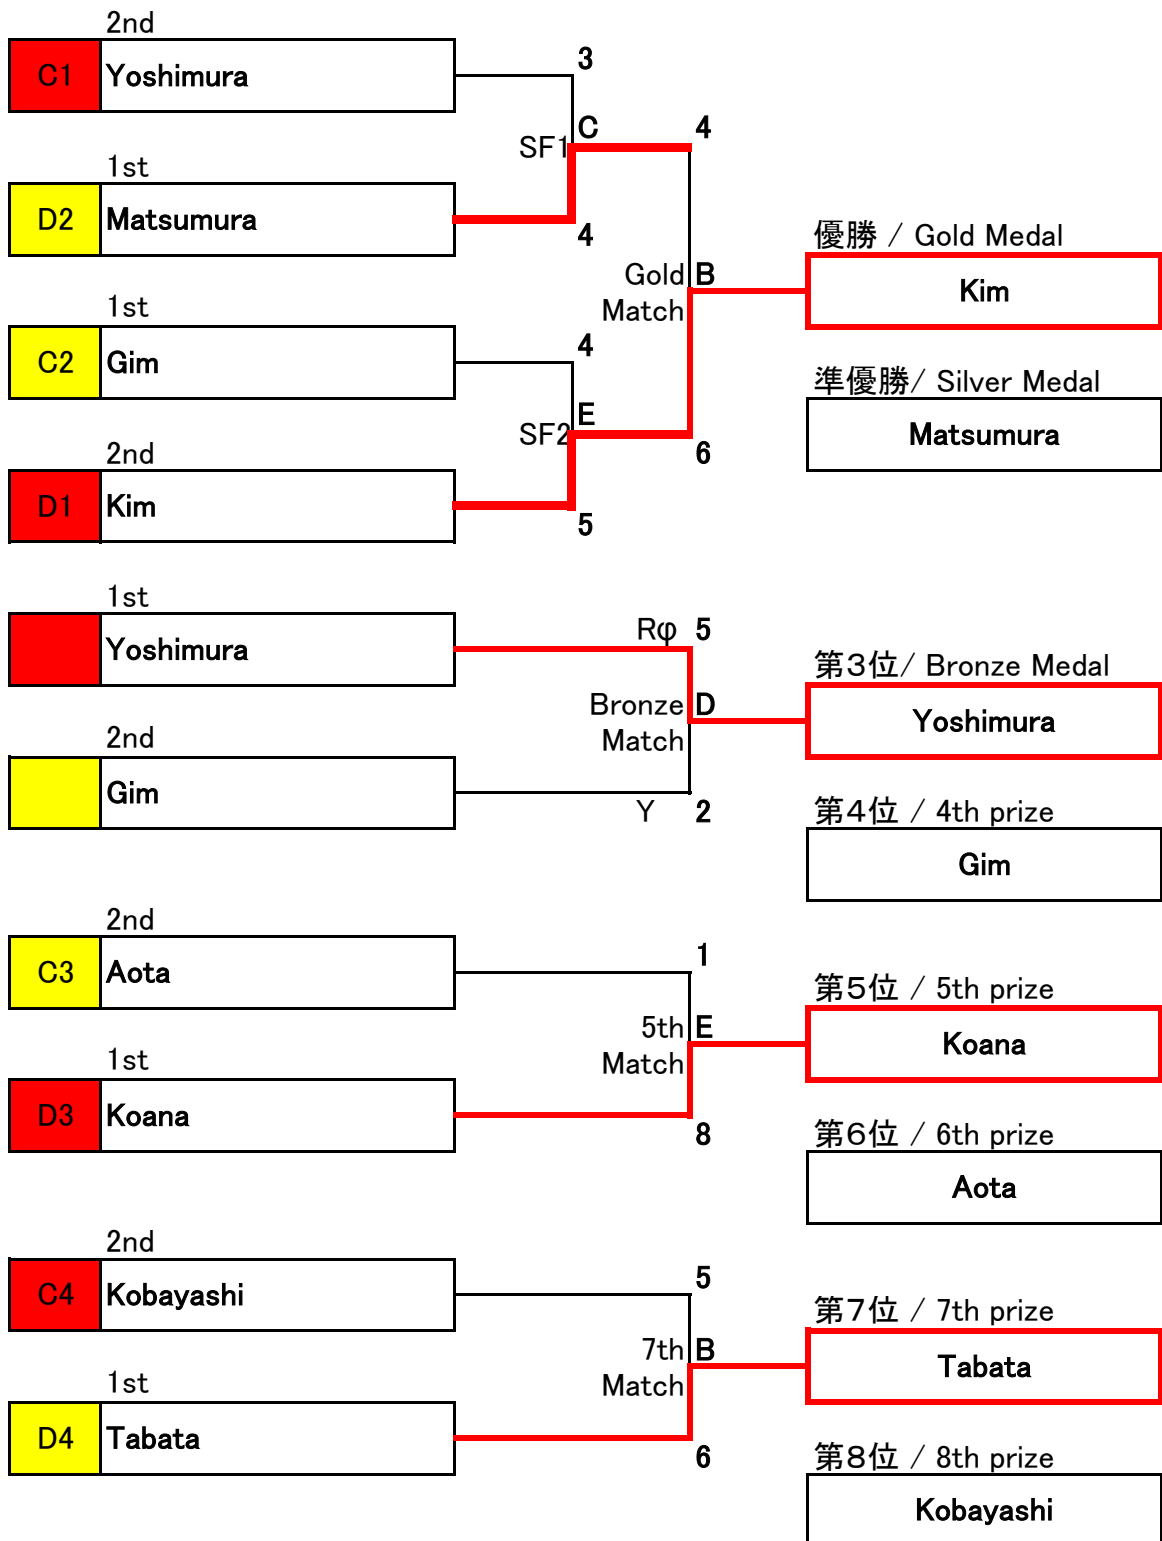 2nd
C1 Yoshimura
3
SF1 C 4
1st
D2 Matsumura
4
優勝 / Gold Medal
Gold B
Match
Kim
1st
C2 Gim
4
準優勝/ Silver Medal
SF2 E
Matsumura
6
2nd
D1 Kim
5
1st
Yoshimura
Rφ 5
第3位/ Bronze Medal
Bronze D
Match
Yoshimura
2nd
Gim
Y 2
第4位 / 4th prize
Gim
2nd
C3 Aota
1
第5位 / 5th prize
5th E
Match
Koana
1st
D3 Koana
8
第6位 / 6th prize
Aota
2nd
C4 Kobayashi
5
第7位 / 7th prize
7th B
Match
Tabata
1st
D4 Tabata
6
第8位 / 8th prize
Kobayashi